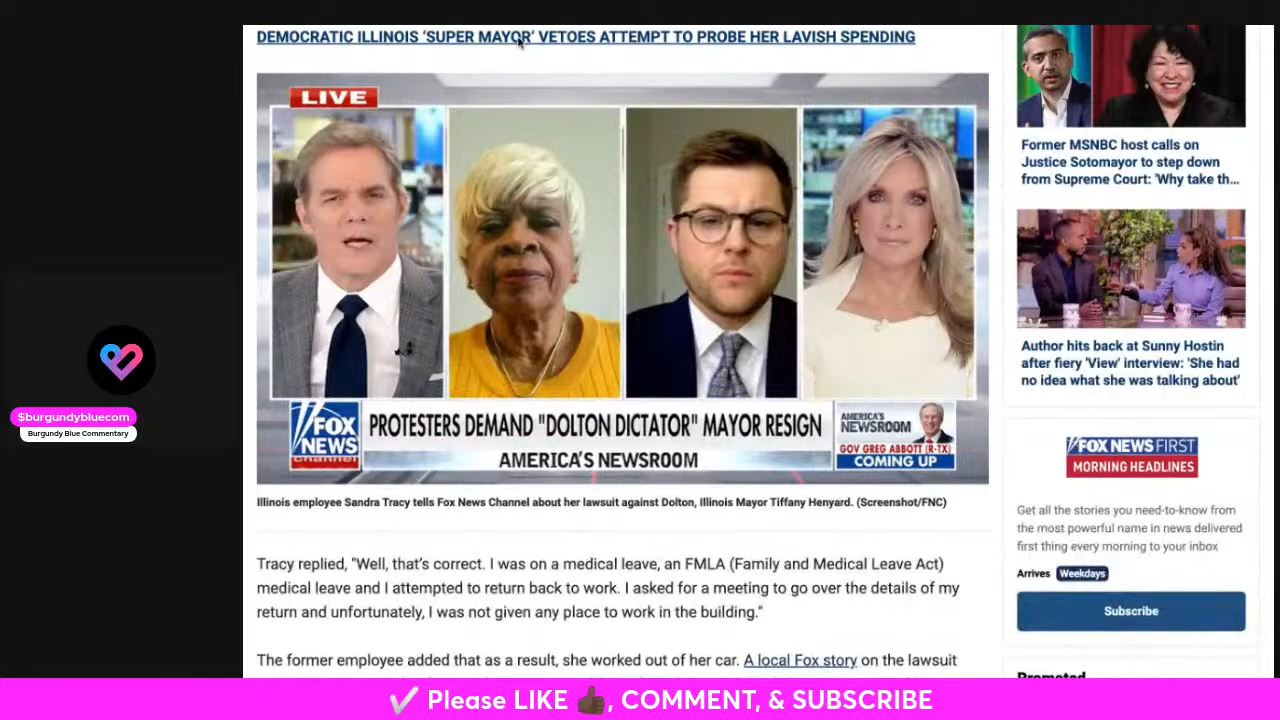 DEMOCRATIC ILLINOIS ‘SUPER MAYOR’ VETOES ATTEMPT TO PROBE HER LAVISH SPENDING
LIVE
FOX
NEWS
channel
PROTESTERS DEMAND "DOLTON DICTATOR" MAYOR RESIGN
AMERICA'S NEWSROOM
AMERICA'S
NEWSROOM
GOV GREG ABBOTT (R-TX)
COMING UP
Illinois employee Sandra Tracy tells Fox News Channel about her lawsuit against Dolton, Illinois Mayor Tiffany Henyard. (Screenshot/FNC)
Tracy replied, "Well, that’s correct. I was on a medical leave, an FMLA (Family and Medical Leave Act)
medical leave and I attempted to return back to work. I asked for a meeting to go over the details of my
return and unfortunately, I was not given any place to work in the building."
The former employee added that as a result, she worked out of her car. A local Fox story on the lawsuit
Former MSNBC host calls on
Justice Sotomayor to step down
from Supreme Court: 'Why take th...
Author hits back at Sunny Hostin
after fiery 'View' interview: 'She had
no idea what she was talking about'
FOX NEWS FIRST
MORNING HEADLINES
Get all the stories you need-to-know from
the most powerful name in news delivered
first thing every morning to your inbox
Arrives Weekdays
Subscribe
Promoted
$burgundybluecom
Burgundy Blue Commentary
✔️ Please LIKE 👍🏿, COMMENT, & SUBSCRIBE